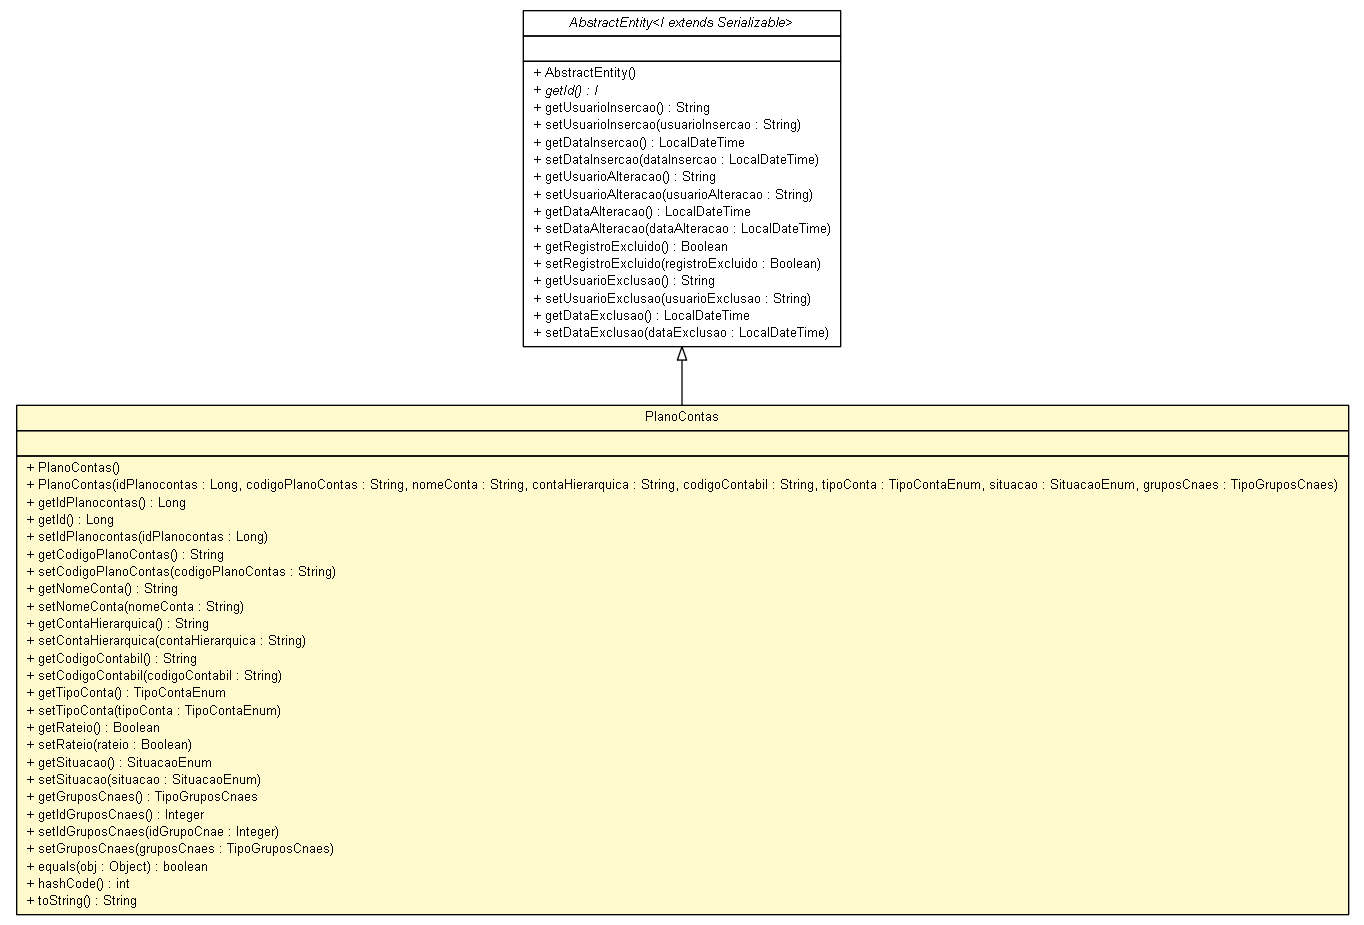 AbstractEntity<I extends Serializable>
+ AbstractEntity()
+ getId() : I
+ getUsuarioInsercao() : String
+ setUsuarioInsercao(usuarioInsercao : String)
+ getDataInsercao() : LocalDateTime
+ setDataInsercao(dataInsercao : LocalDateTime)
+ getUsuarioAlteracao() : String
+ setUsuarioAlteracao(usuarioAlteracao : String)
+ getDataAlteracao() : LocalDateTime
+ setDataAlteracao(dataAlteracao : LocalDateTime)
+ getRegistroExcluido() : Boolean
+ setRegistroExcluido(registroExcluido : Boolean)
+ getUsuarioExclusao() : String
+ setUsuarioExclusao(usuarioExclusao : String)
+ getDataExclusao() : LocalDateTime
+ setDataExclusao(dataExclusao : LocalDateTime)
PlanoContas
+ PlanoContas()
+ PlanoContas(idPlanocontas : Long, codigoPlanoContas : String, nomeConta : String, contaHierarquica : String, codigoContabil : String, tipoConta : TipoContaEnum, situacao : SituacaoEnum, gruposCnaes : TipoGruposCnaes)
+ getIdPlanocontas() : Long
+ getId() : Long
+ setIdPlanocontas(idPlanocontas : Long)
+ getCodigoPlanoContas() : String
+ setCodigoPlanoContas(codigoPlanoContas : String)
+ getNomeConta() : String
+ setNomeConta(nomeConta : String)
+ getContaHierarquica() : String
+ setContaHierarquica(contaHierarquica : String)
+ getCodigoContabil() : String
+ setCodigoContabil(codigoContabil : String)
+ getTipoConta() : TipoContaEnum
+ setTipoConta(tipoConta : TipoContaEnum)
+ getRateio() : Boolean
+ setRateio(rateio : Boolean)
+ getSituacao() : SituacaoEnum
+ setSituacao(situacao : SituacaoEnum)
+ getGruposCnaes() : TipoGruposCnaes
+ getIdGruposCnaes() : Integer
+ setIdGruposCnaes(idGrupoCnae : Integer)
+ setGruposCnaes(gruposCnaes : TipoGruposCnaes)
+ equals(obj : Object) : boolean
+ hashCode() : int
+ toString() : String